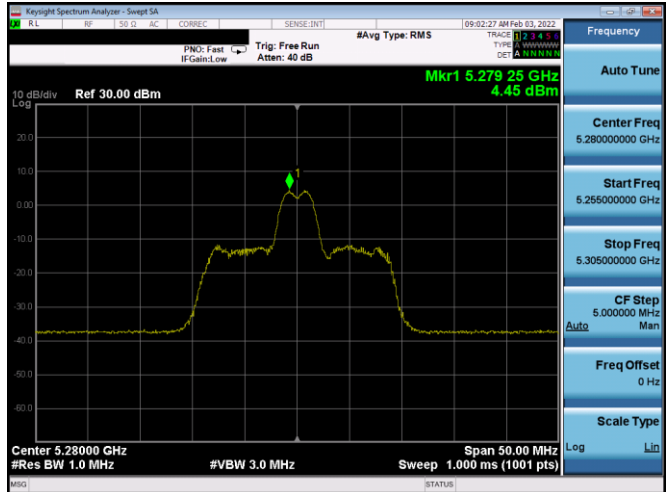 Keysight Spectrum Analyzer - Swept SA
RL RF 50 Ω AC CORREC SENSE:INT 09:02:27 AM Feb 03, 2022
#Avg Type: RMS
TRACE 1 2 3 4 5 6
TYPE A WWWWW
DET A N N N N N
PNO: Fast
IFGain:Low
Trig: Free Run
Atten: 40 dB
Mkr1 5.279 25 GHz
4.45 dBm
10 dB/div
Log
Ref 30.00 dBm
20.0
10.0
0.00
-10.0
-20.0
-30.0
-40.0
-50.0
-60.0
1
Center 5.28000 GHz
#Res BW 1.0 MHz
#VBW 3.0 MHz
Span 50.00 MHz
Sweep 1.000 ms (1001 pts)
MSG
STATUS
Frequency
Auto Tune
Center Freq
5.280000000 GHz
Start Freq
5.255000000 GHz
Stop Freq
5.305000000 GHz
CF Step
5.000000 MHz
Auto Man
Freq Offset
0 Hz
Scale Type
Log Lin